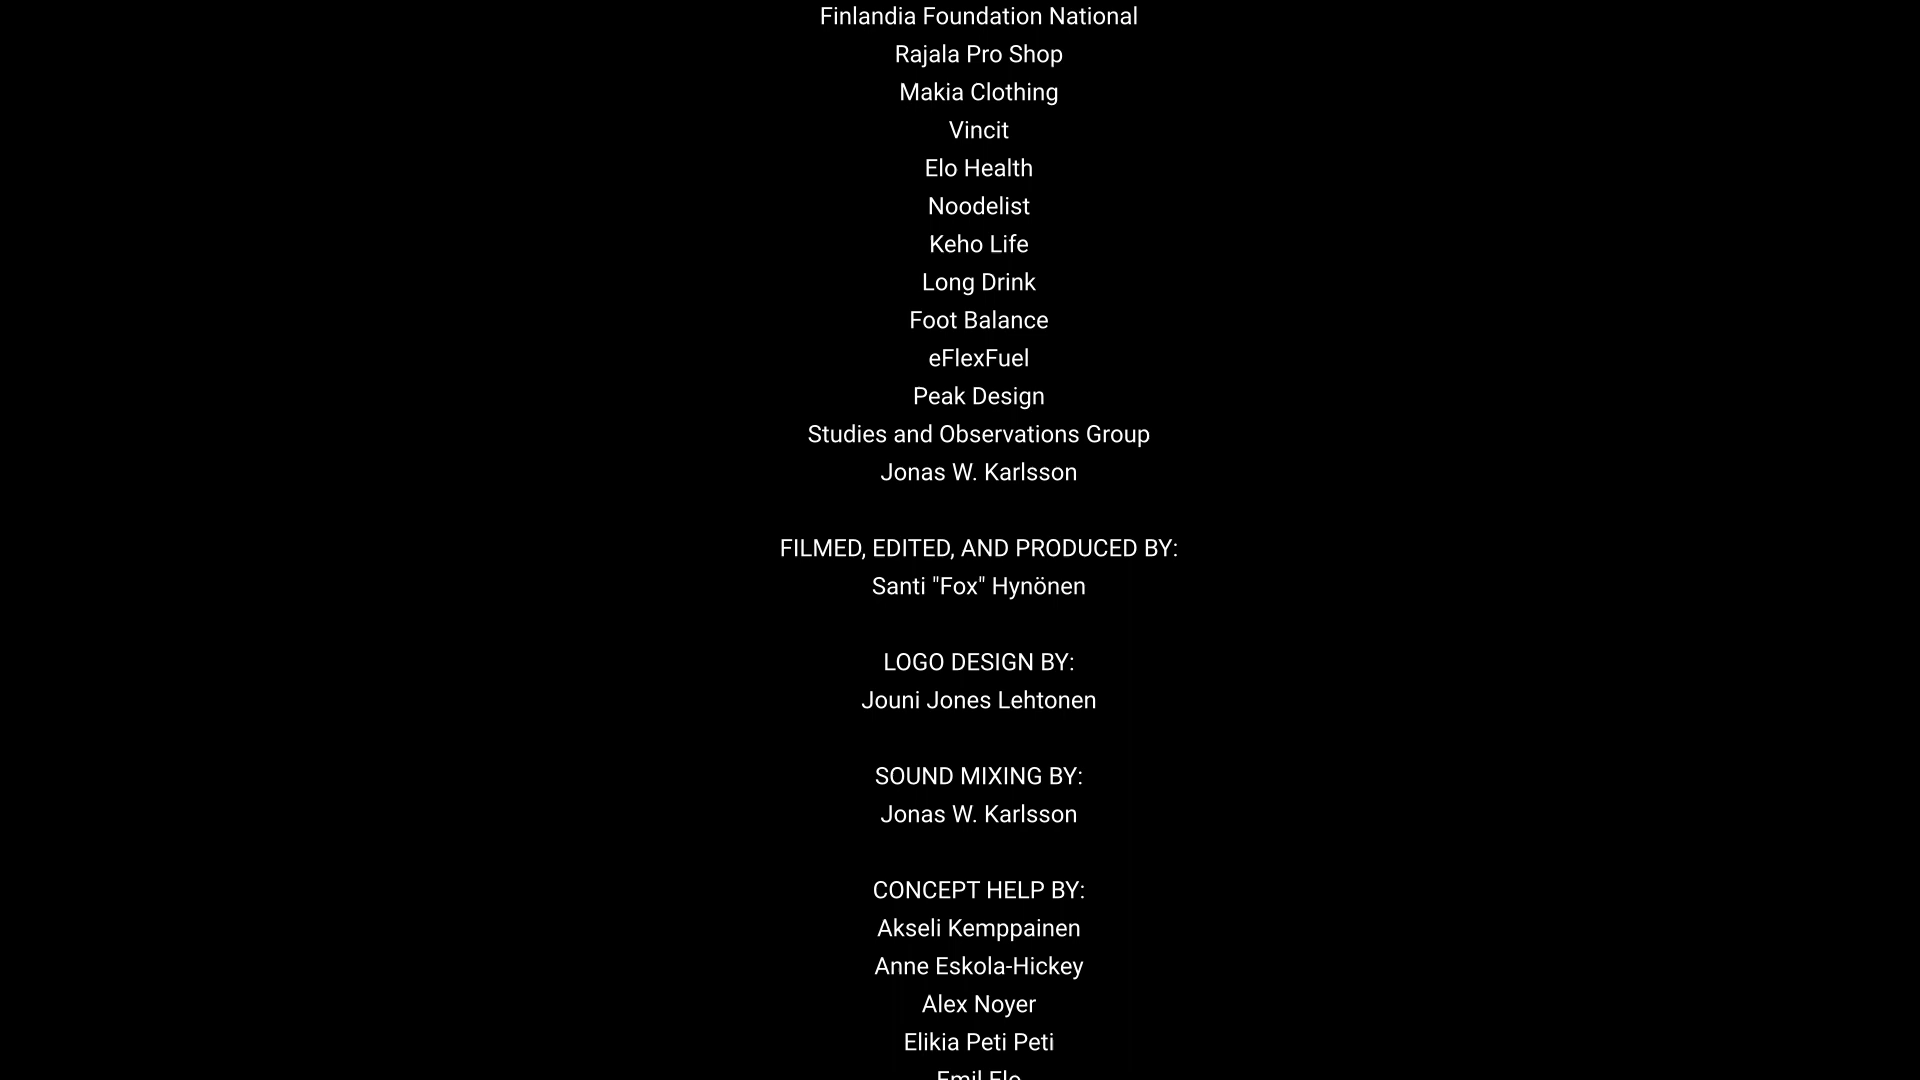 Finlandia Foundation National
Rajala Pro Shop
Makia Clothing
Vincit
Elo Health
Noodelist
Keho Life
Long Drink
Foot Balance
eFlexFuel
Peak Design
Studies and Observations Group
Jonas W. Karlsson
FILMED, EDITED, AND PRODUCED BY:
Santi "Fox" Hynönen
LOGO DESIGN BY:
Jouni Jones Lehtonen
SOUND MIXING BY:
Jonas W. Karlsson
CONCEPT HELP BY:
Akseli Kemppainen
Anne Eskola-Hickey
Alex Noyer
Elikia Peti Peti